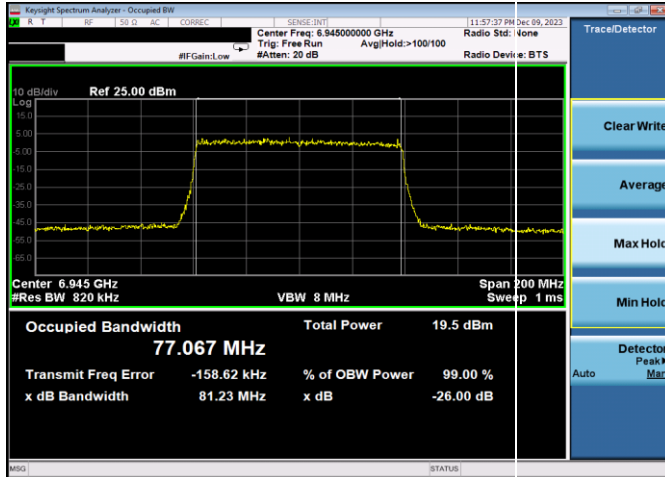 Keysight Spectrum Analyzer - Occupied BW
R T RF 50 Ω AC CORREC SENSE:INT 11:57:37 PM Dec 09, 2023
Center Freq: 6.945000000 GHz Radio Std: None
Trig: Free Run Avg|Hold:>100/100
#IFGain:Low #Atten: 20 dB Radio Device: BTS
10 dB/div Ref 25.00 dBm
Log
15.0
5.00
-5.00
-15.0
-25.0
-35.0
-45.0
-55.0
-65.0
Center 6.945 GHz Span 200 MHz
#Res BW 820 kHz VBW 8 MHz Sweep 1 ms
Occupied Bandwidth Total Power 19.5 dBm
77.067 MHz
Transmit Freq Error -158.62 kHz % of OBW Power 99.00 %
x dB Bandwidth 81.23 MHz x dB -26.00 dB
MSG STATUS
Trace/Detector
Clear Write
Average
Max Hold
Min Hold
Detector
Peak
Auto Man